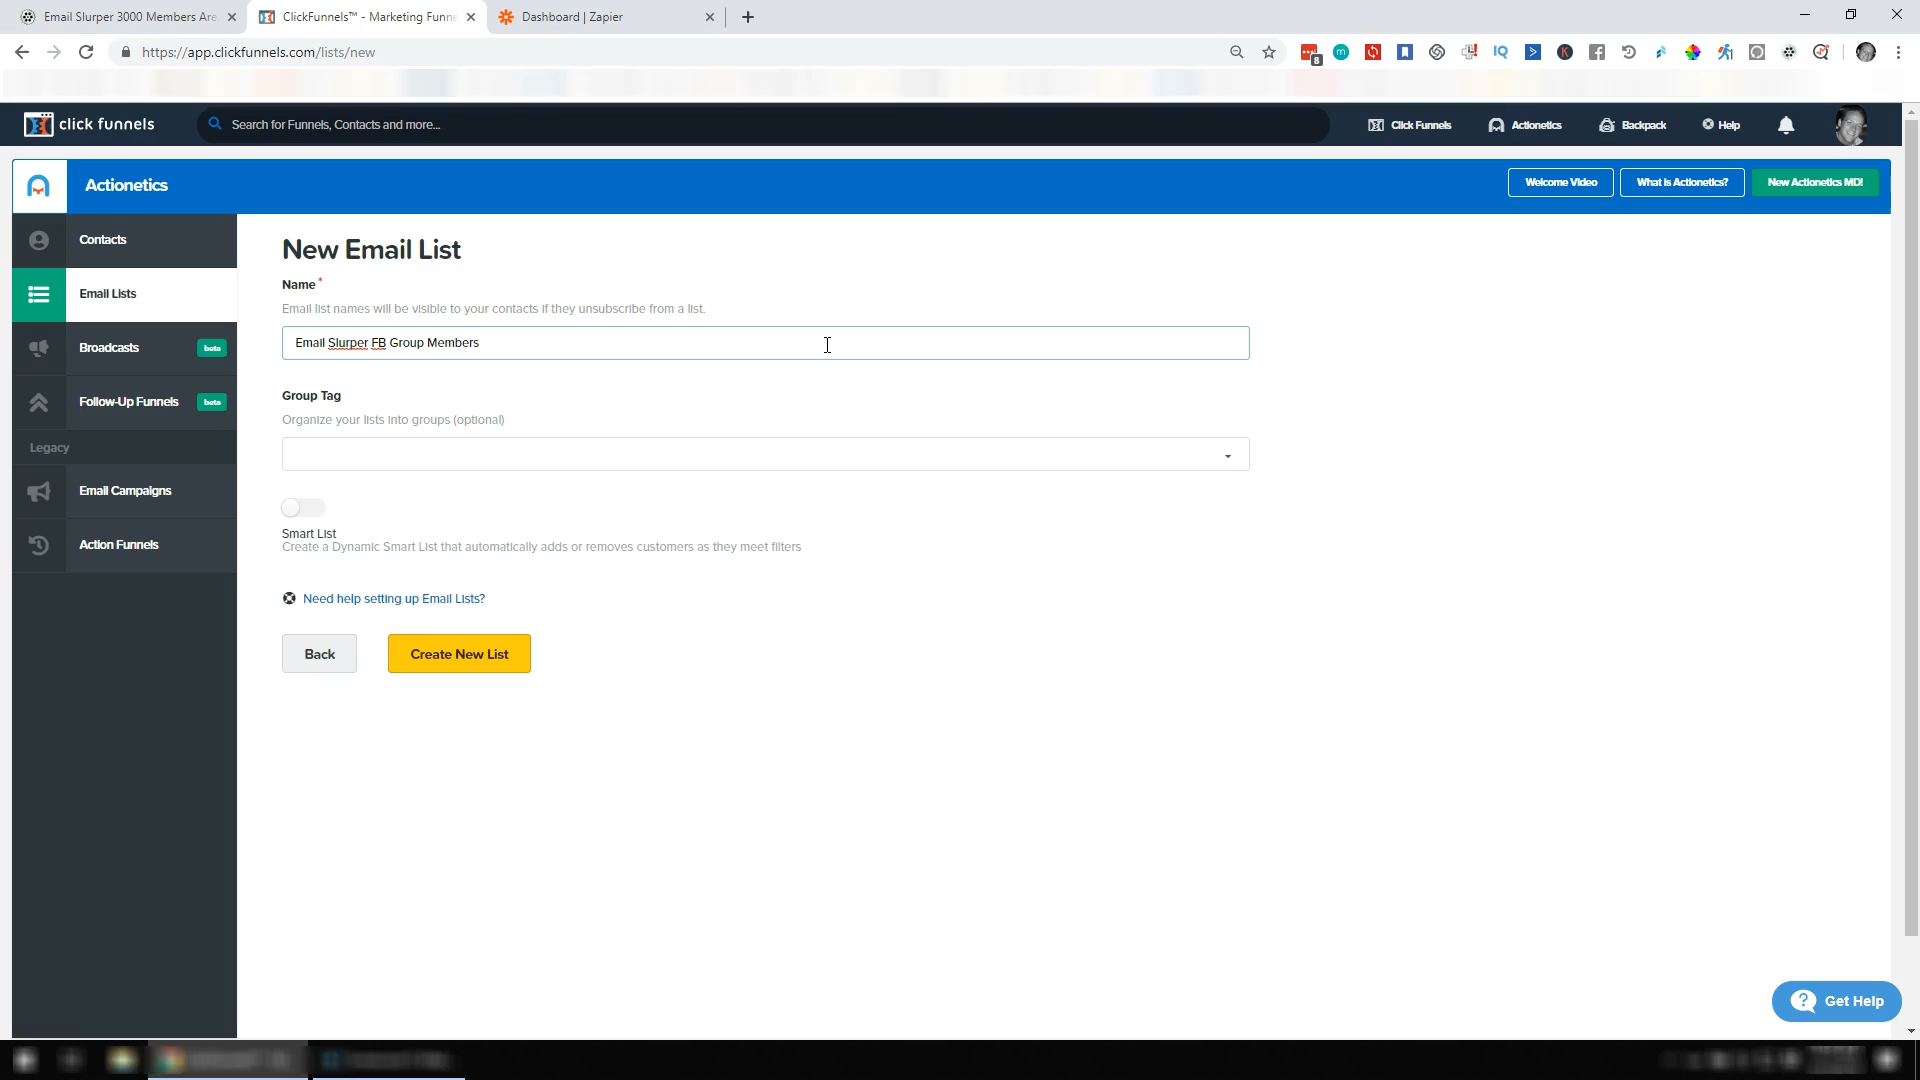 Email Slurper 3000 Members Are
ClickFunnels™ - Marketing Funne
Dashboard | Zapier
https://app.clickfunnels.com/lists/new
8
click funnels
Search for Funnels, Contacts and more...
Click Funnels
Actionetics
Backpack
Help
Actionetics
Welcome Video
What Is Actionetics?
New Actionetics MD!
Contacts
Email Lists
Broadcasts
beta
Follow-Up Funnels
beta
Legacy
Email Campaigns
Action Funnels
New Email List
Name *
Email list names will be visible to your contacts if they unsubscribe from a list.
Email Slurper FB Group Members
Group Tag
Organize your lists into groups (optional)
Smart List
Create a Dynamic Smart List that automatically adds or removes customers as they meet filters
Need help setting up Email Lists?
Back
Create New List
Get Help